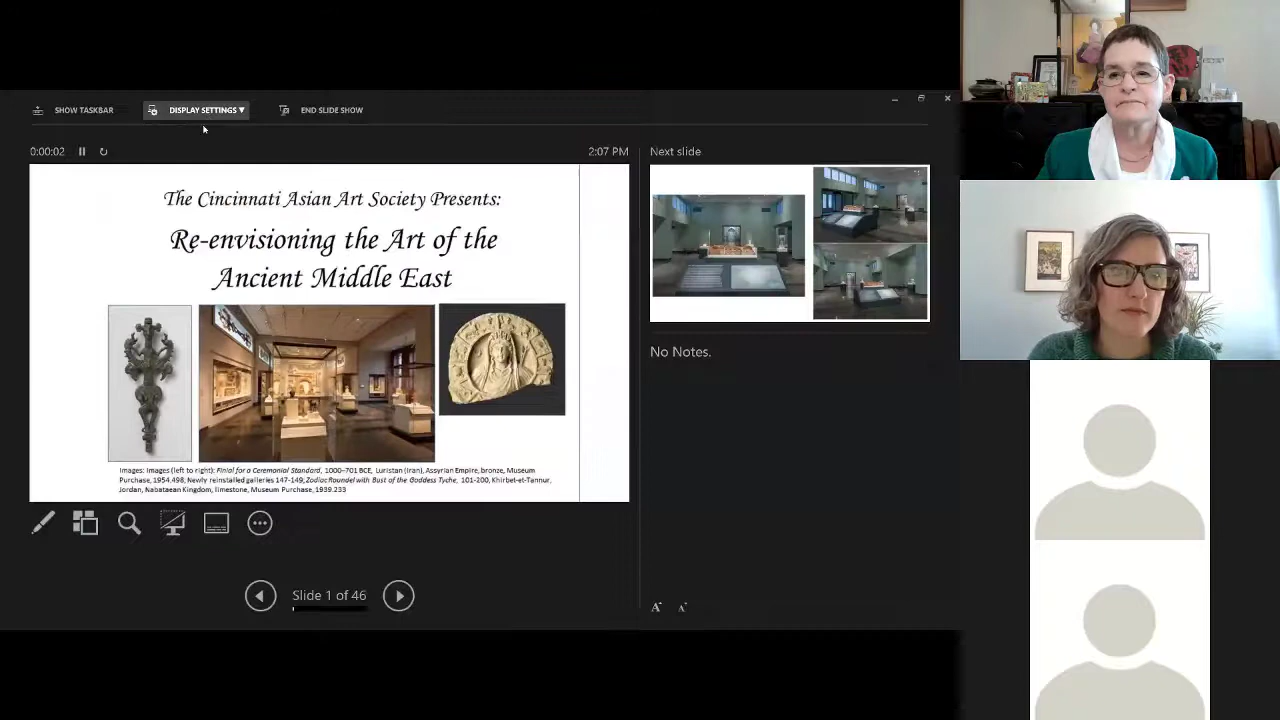 SHOW TASKBAR
DISPLAY SETTINGS ▾
END SLIDE SHOW
0:00:02
2:07 PM
Next slide
The Cincinnati Asian Art Society Presents:
Re-envisioning the Art of the
Ancient Middle East
Images: Images (left to right): Finial for a Ceremonial Standard, 1000–701 BCE, Luristan (Iran), Assyrian Empire, bronze, Museum
Purchase, 1954.498; Newly reinstalled galleries 147-149; Zodiac Roundel with Bust of the Goddess Tyche, 101-200, Khirbet-et-Tannur,
Jordan, Nabataean Kingdom, limestone, Museum Purchase, 1939.233
No Notes.
Slide 1 of 46
A A